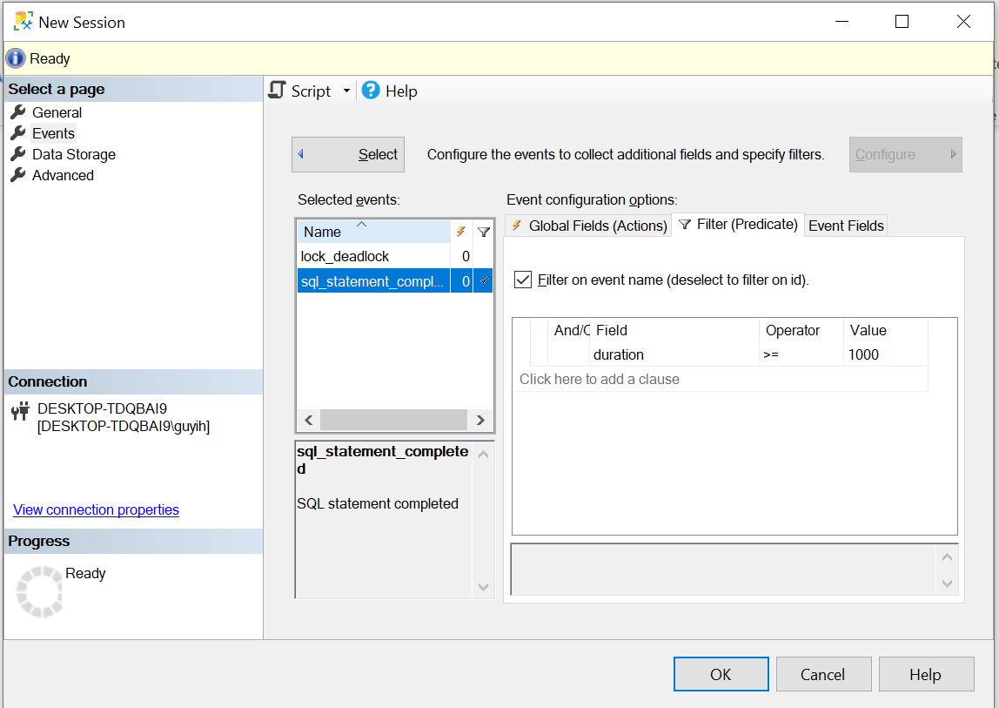 New Session
Ready
Select a page
General
Events
Data Storage
Advanced
Connection
DESKTOP-TDQBAI9
[DESKTOP-TDQBAI9\guyih]
View connection properties
Progress
Ready
Script
Help
Select
Configure the events to collect additional fields and specify filters.
Configure
Selected events:
Name
lock_deadlock 0
sql_statement_compl... 0
sql_statement_complete
d
SQL statement completed
Event configuration options:
Global Fields (Actions) Filter (Predicate) Event Fields
Filter on event name (deselect to filter on id).
And/O Field Operator Value
duration >= 1000
Click here to add a clause
OK Cancel Help